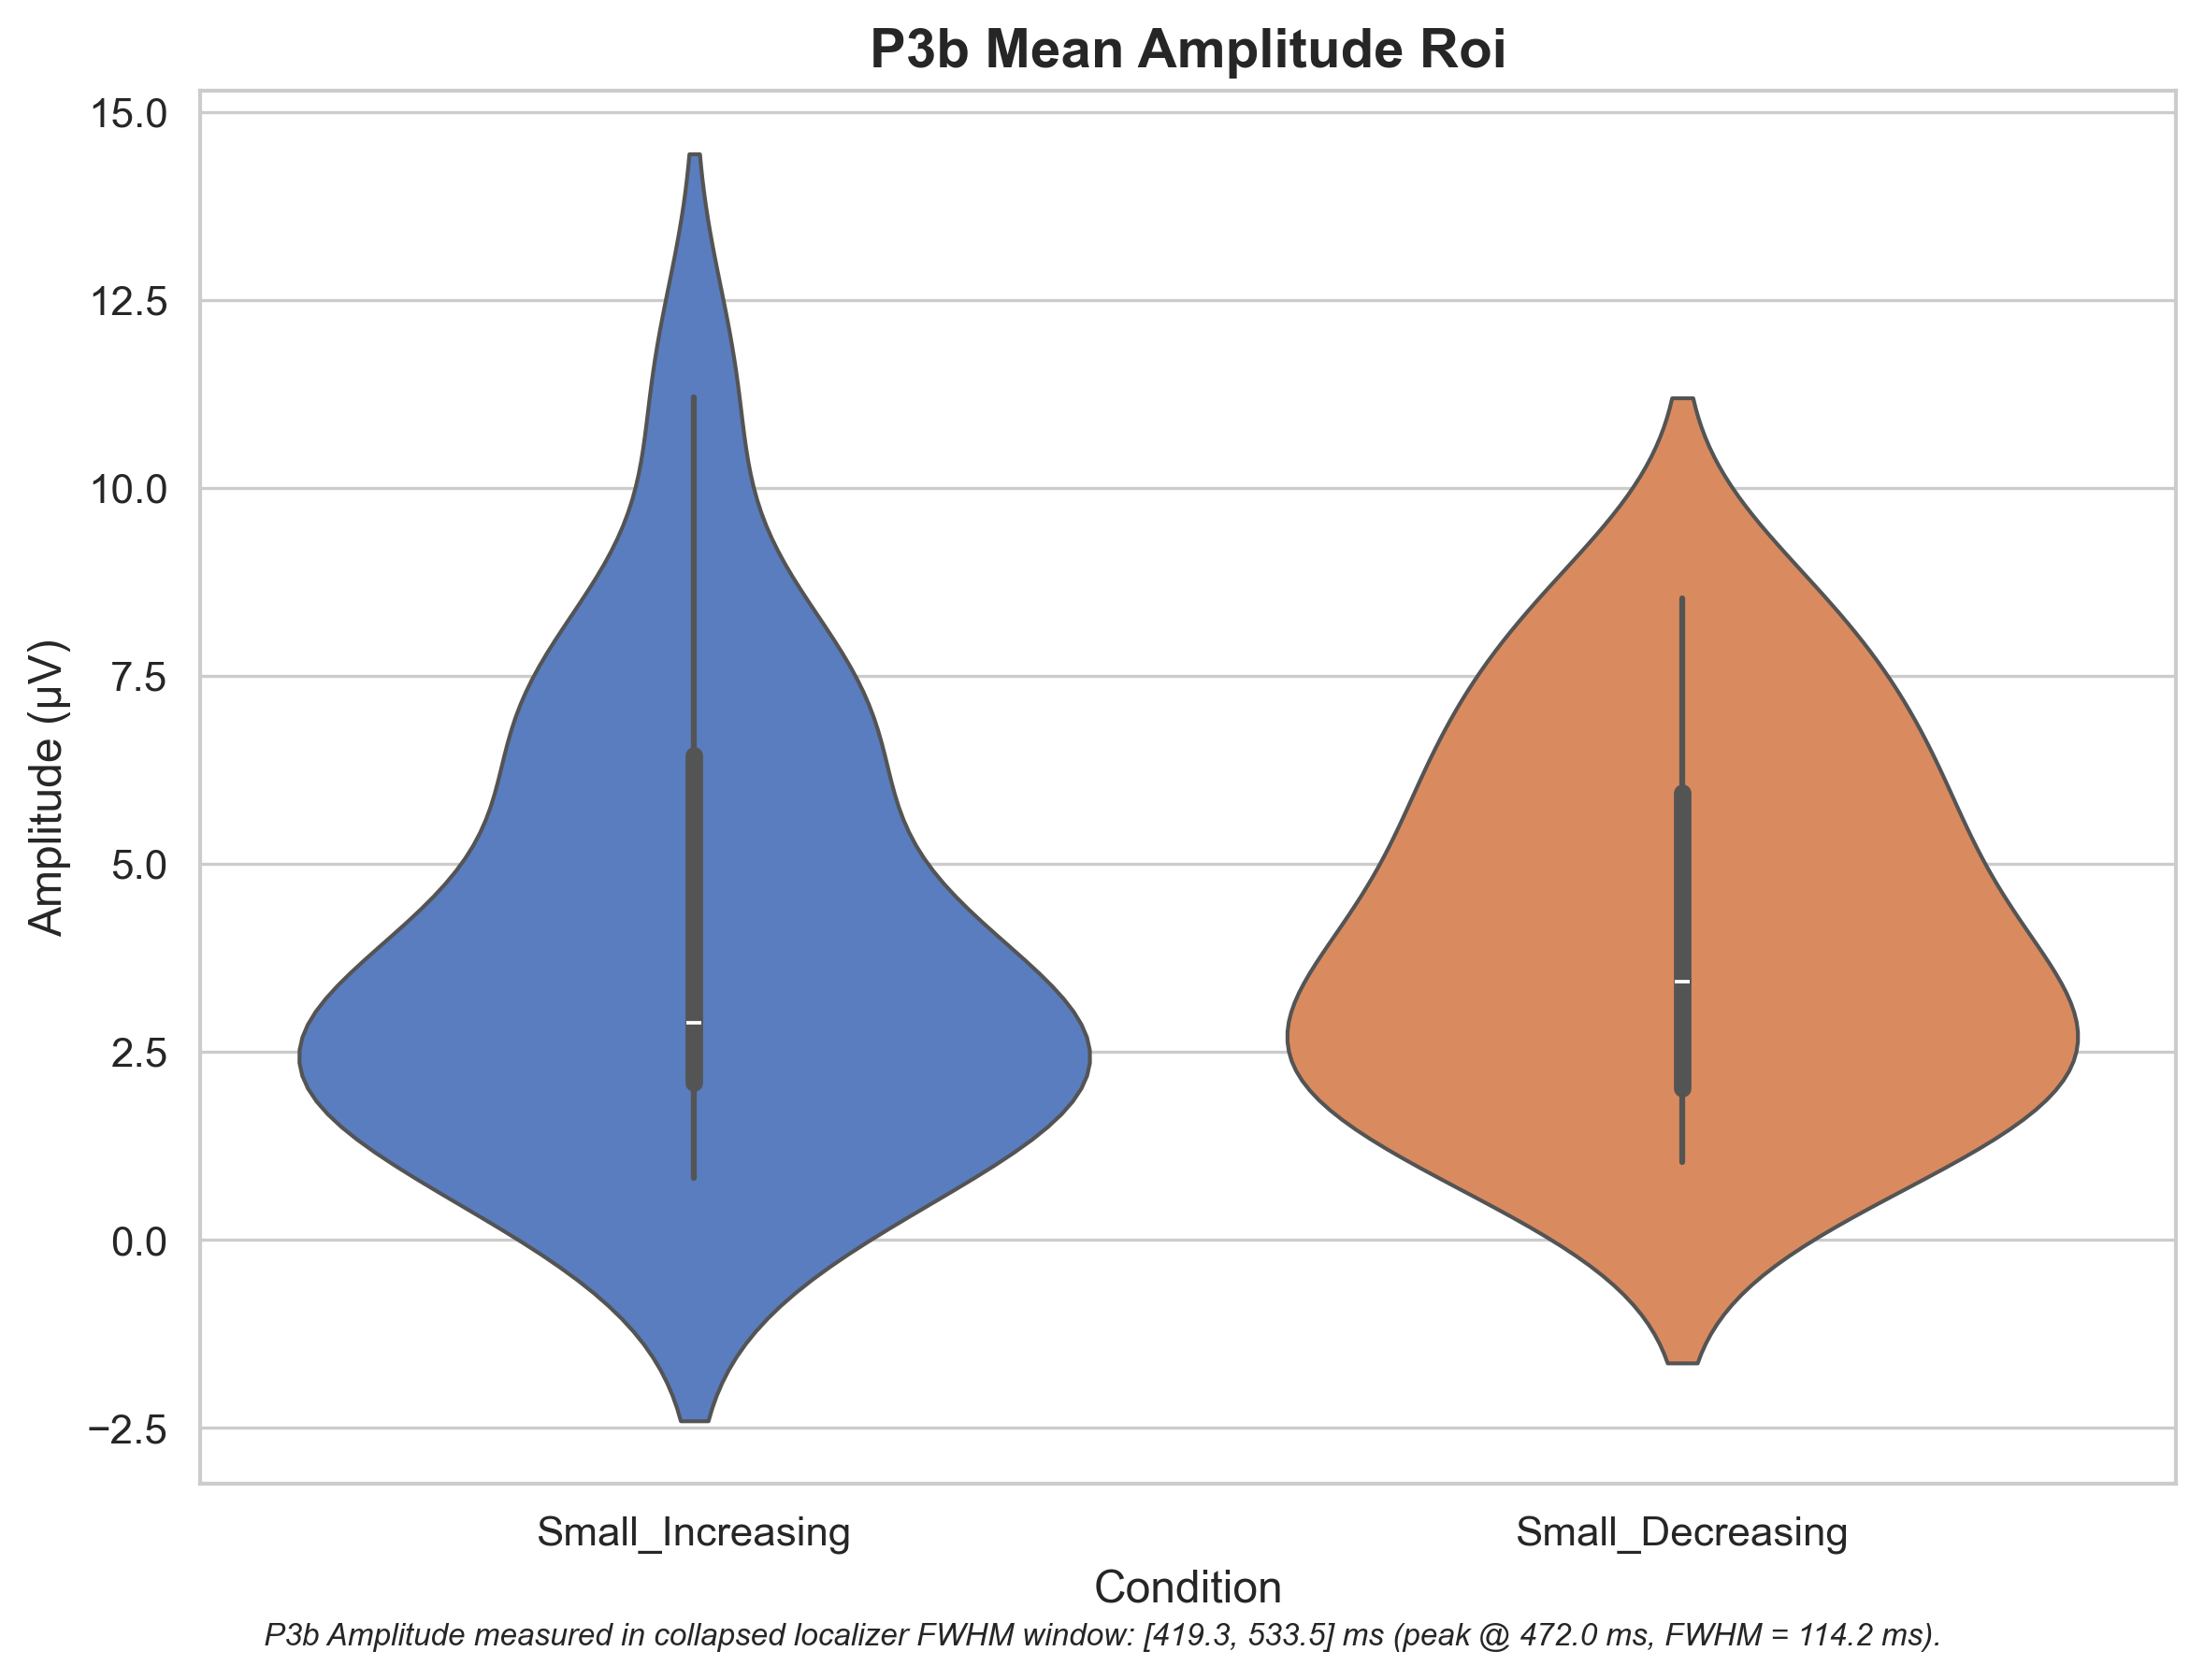 P3b Mean Amplitude Roi
15.0
12.5
10.0
7.5
5.0
2.5
0.0
−2.5
Amplitude (µV)
Small_Increasing
Small_Decreasing
Condition
P3b Amplitude measured in collapsed localizer FWHM window: [419.3, 533.5] ms (peak @ 472.0 ms, FWHM = 114.2 ms).